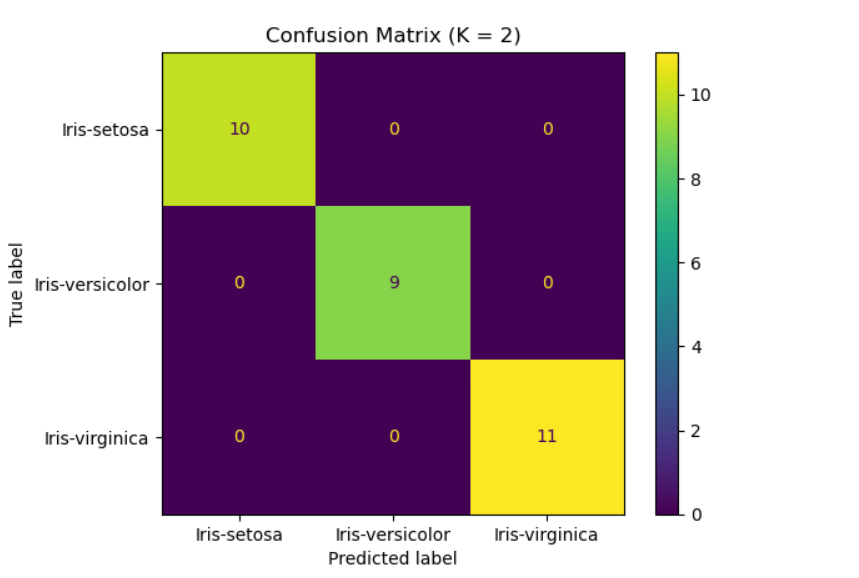 Confusion Matrix (K = 2)
True label
Iris-setosa
10 0 0
Iris-versicolor
0 9 0
Iris-virginica
0 0 11
Iris-setosa Iris-versicolor Iris-virginica
Predicted label
10
8
6
4
2
0